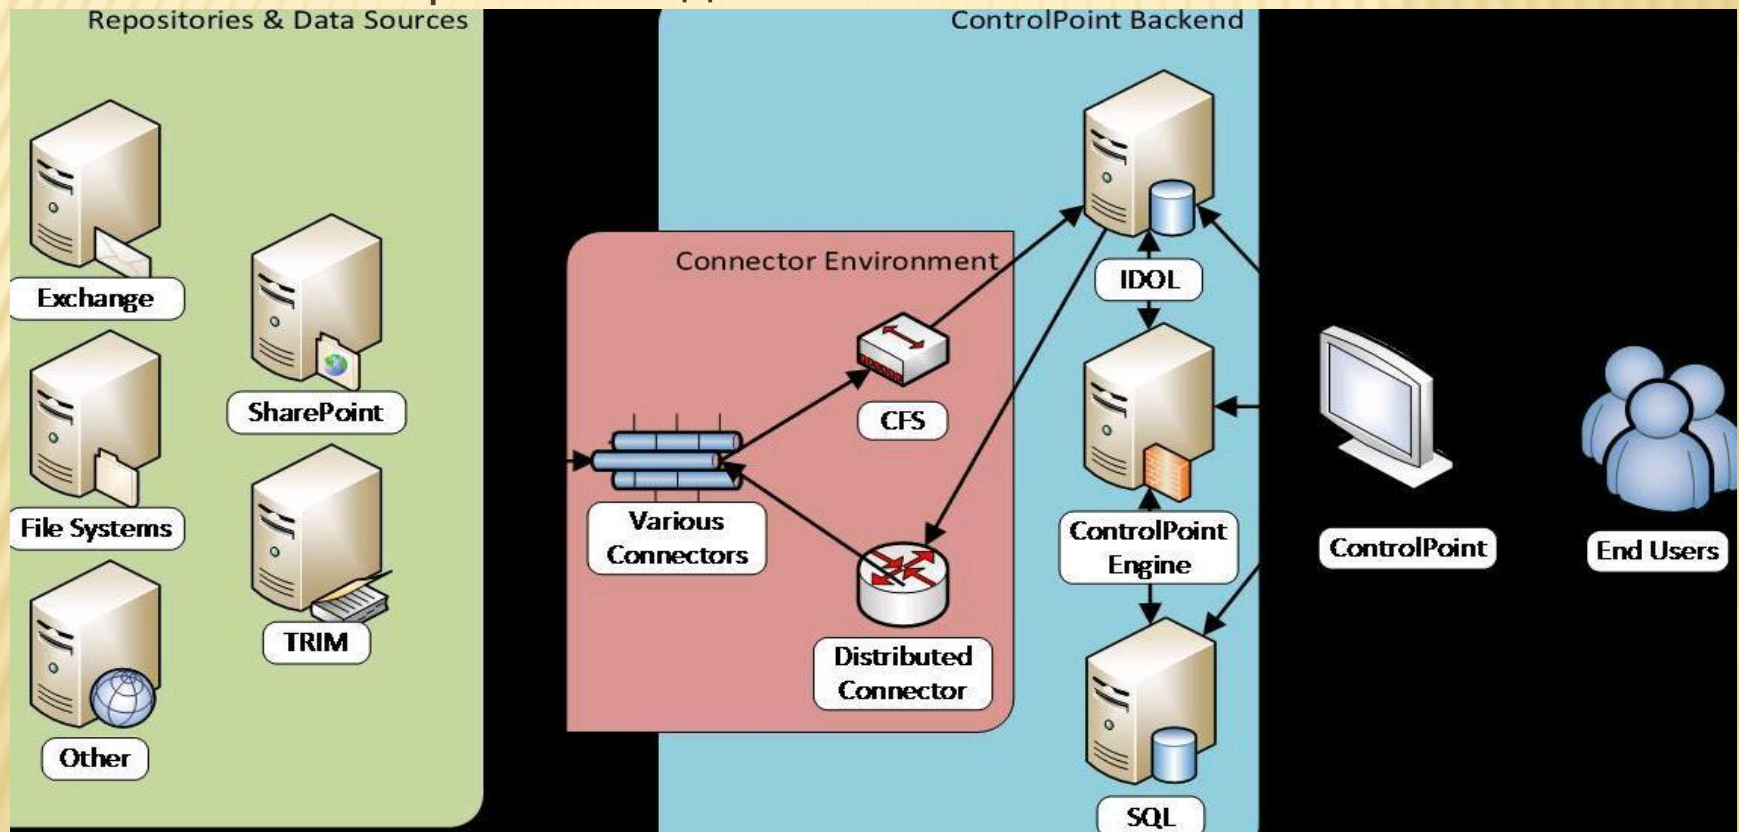 Repositories & Data Sources
ControlPoint Backend
Connector Environment
Exchange
SharePoint
File Systems
TRIM
Other
Various
Connectors
CFS
Distributed
Connector
IDOL
ControlPoint
Engine
SQL
ControlPoint
End Users